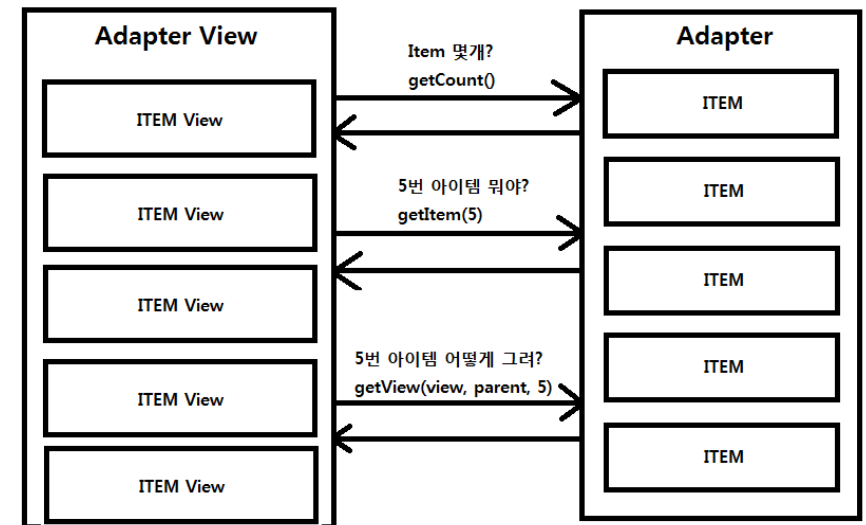 Adapter View
ITEM View
ITEM View
ITEM View
ITEM View
ITEM View
Item 몇개?
getCount()
5번 아이템 뭐야?
getItem(5)
5번 아이템 어떻게 그려?
getView(view, parent, 5)
Adapter
ITEM
ITEM
ITEM
ITEM
ITEM